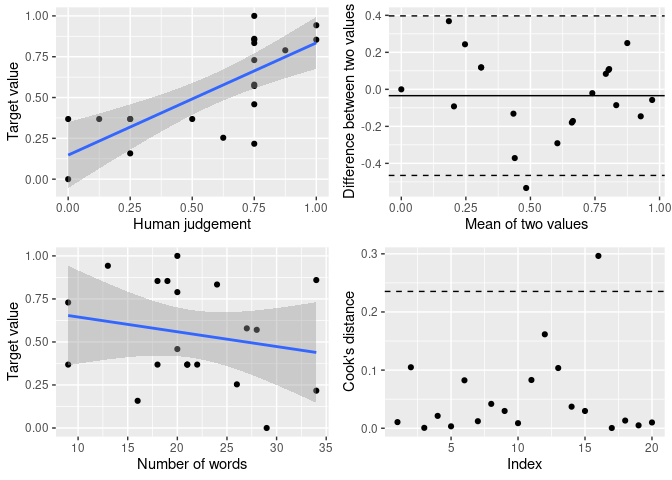 1.00
0.75
0.50
0.25
0.00
Target value
0.00 0.25 0.50 0.75 1.00
Human judgement
0.4
0.2
0.0
-0.2
-0.4
Difference between two values
0.00 0.25 0.50 0.75 1.00
Mean of two values
1.00
0.75
0.50
0.25
0.00
Target value
10 15 20 25 30 35
Number of words
0.3
0.2
0.1
0.0
Cook's distance
5 10 15 20
Index